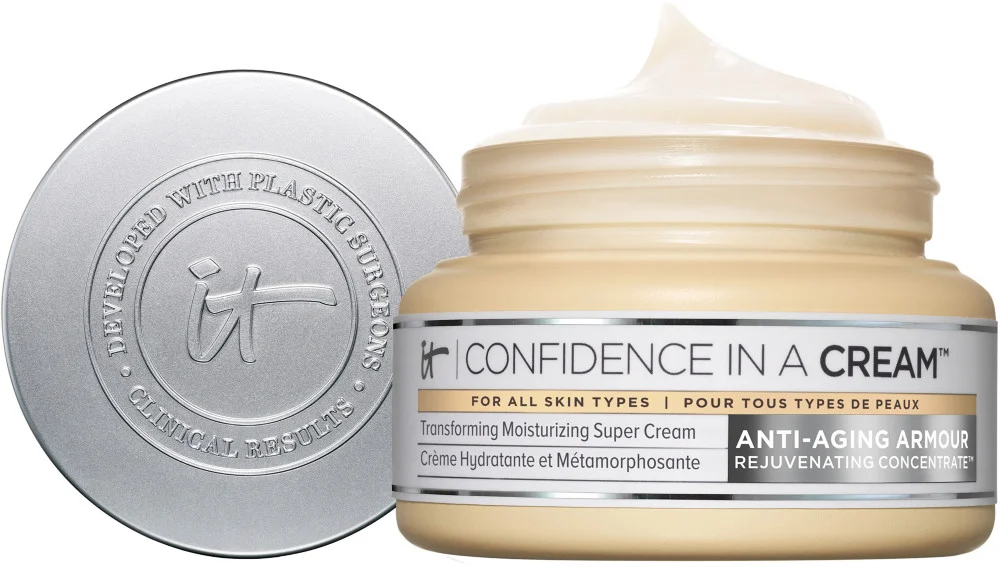 DEVELOPED WITH PLASTIC SURGEONS
• CLINICAL RESULTS •
it
it | CONFIDENCE IN A CREAM™
FOR ALL SKIN TYPES | POUR TOUS TYPES DE PEAUX
Transforming Moisturizing Super Cream
Crème Hydratante et Métamorphosante
ANTI-AGING ARMOUR
REJUVENATING CONCENTRATE™